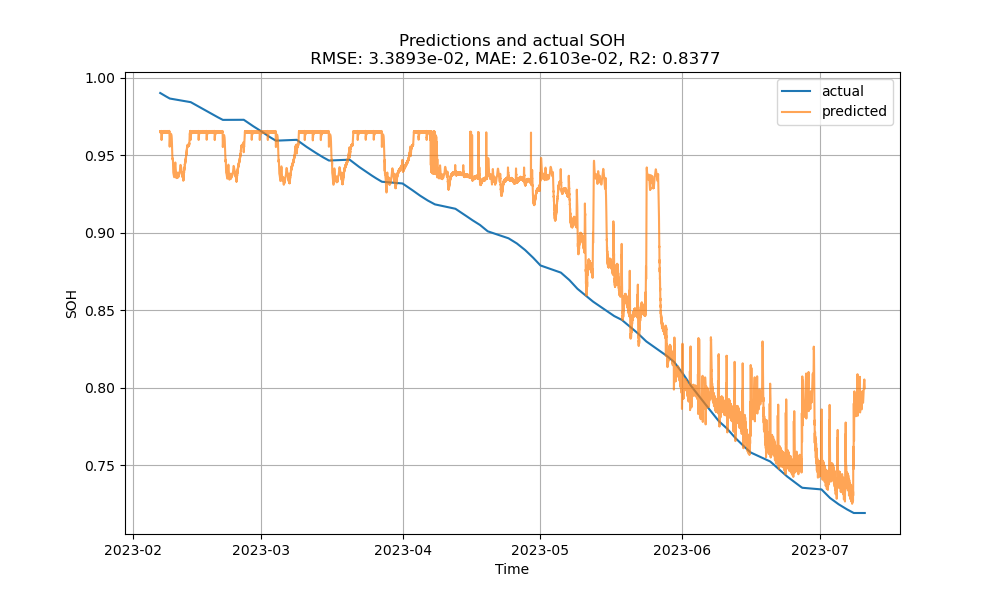 Predictions and actual SOH
RMSE: 3.3893e-02, MAE: 2.6103e-02, R2: 0.8377
actual
predicted
1.00
0.95
0.90
0.85
0.80
0.75
SOH
2023-02 2023-03 2023-04 2023-05 2023-06 2023-07
Time